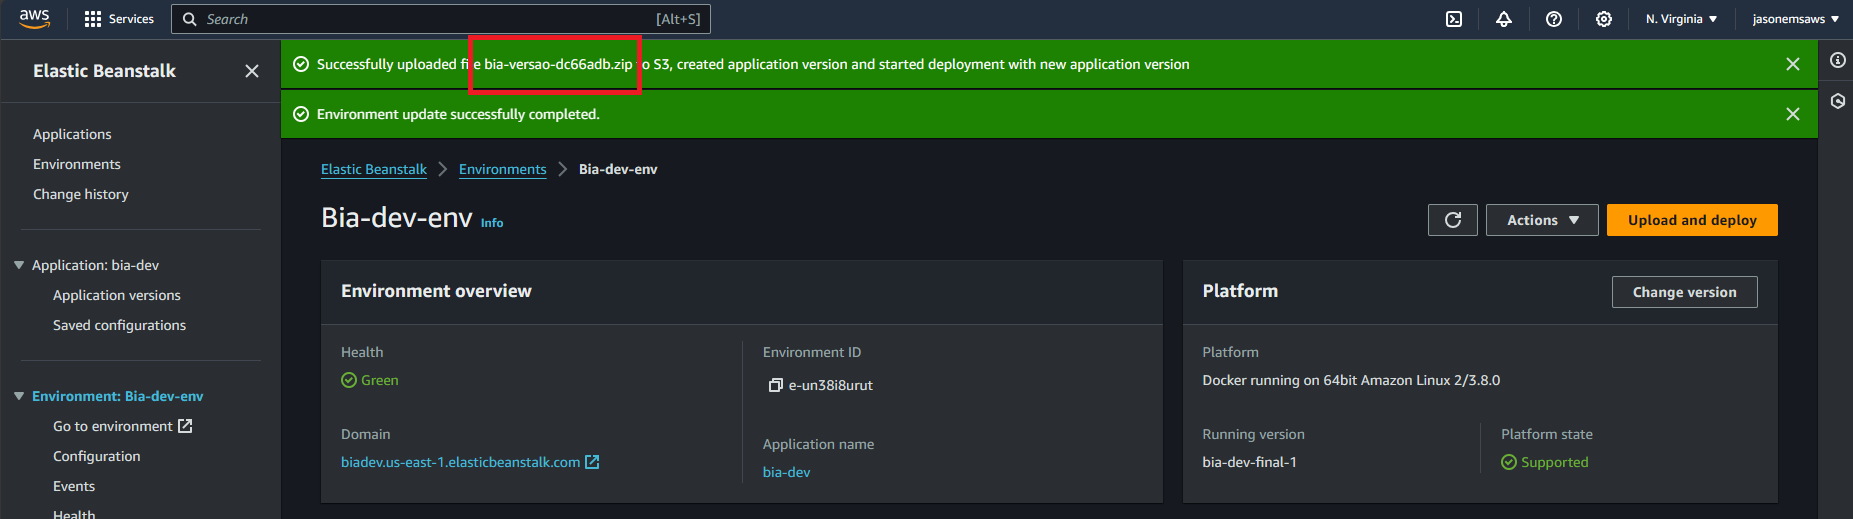 aws
Services
Search
[Alt+S]
N. Virginia
jasonemsaws
Elastic Beanstalk
Applications
Environments
Change history
Application: bia-dev
Application versions
Saved configurations
Environment: Bia-dev-env
Go to environment
Configuration
Events
Health
Successfully uploaded file bia-versao-dc66adb.zip to S3, created application version and started deployment with new application version
Environment update successfully completed.
Elastic Beanstalk
Environments
Bia-dev-env
Bia-dev-env Info
Actions
Upload and deploy
Environment overview
Health
Green
Domain
biadev.us-east-1.elasticbeanstalk.com
Environment ID
e-un38i8urut
Application name
bia-dev
Platform
Change version
Platform
Docker running on 64bit Amazon Linux 2/3.8.0
Running version
bia-dev-final-1
Platform state
Supported